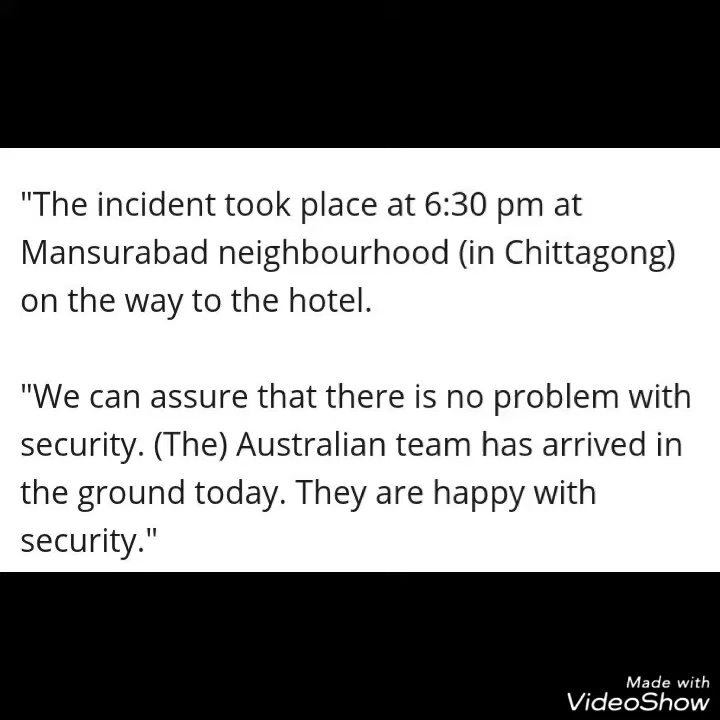 "The incident took place at 6:30 pm at
Mansurabad neighbourhood (in Chittagong)
on the way to the hotel.
"We can assure that there is no problem with
security. (The) Australian team has arrived in
the ground today. They are happy with
security."
Made with
VideoShow